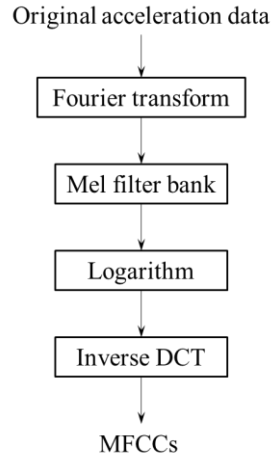 Original acceleration data
Fourier transform
Mel filter bank
Logarithm
Inverse DCT
MFCCs